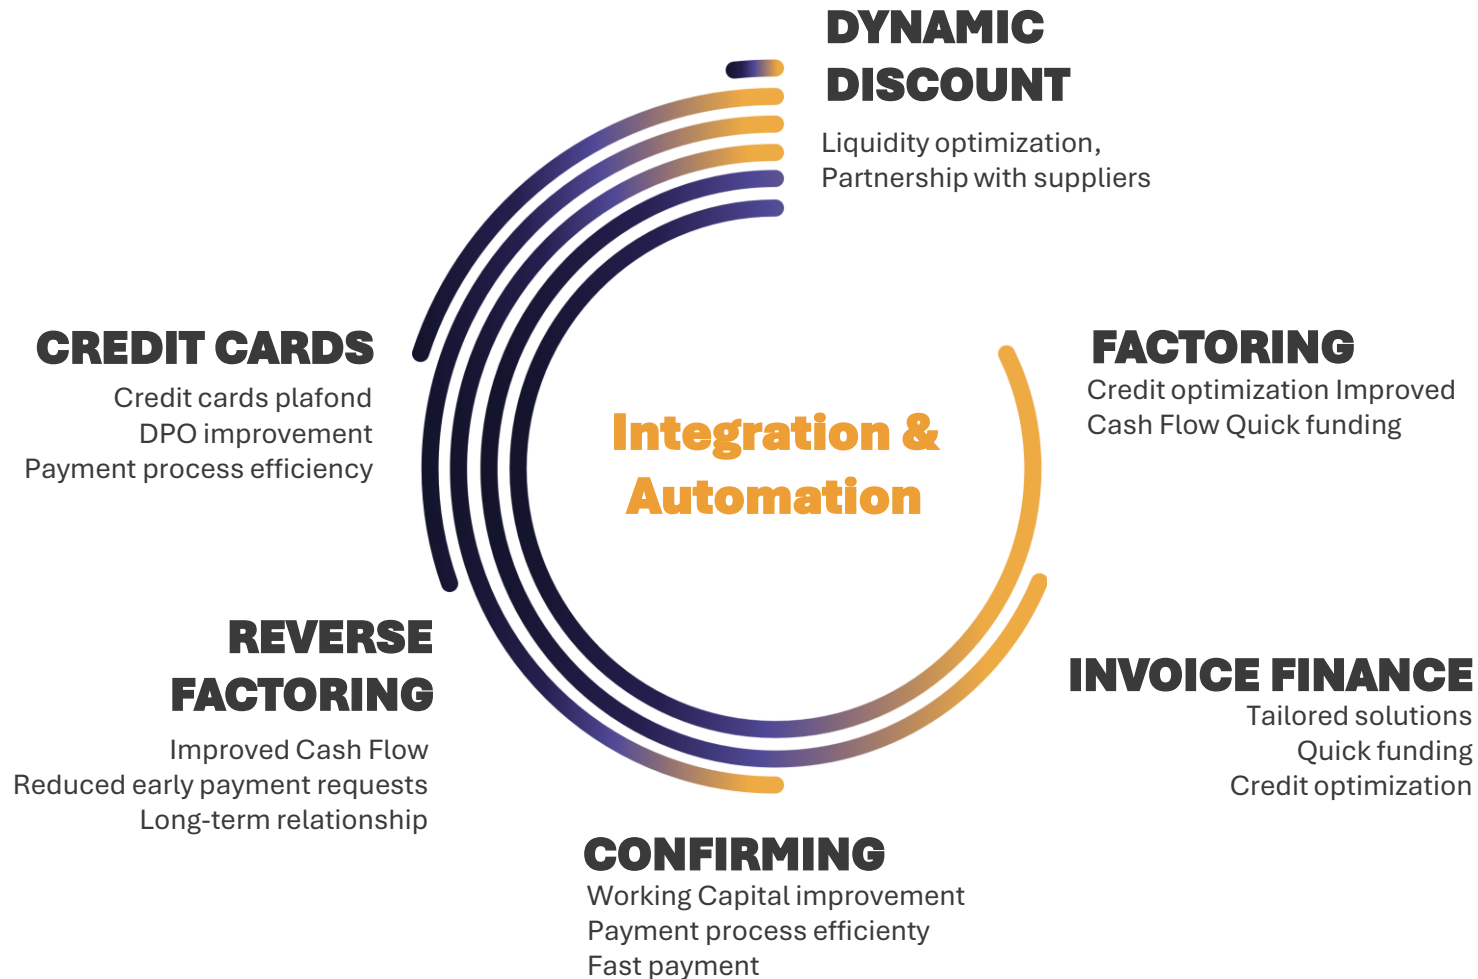 DYNAMIC
DISCOUNT
Liquidity optimization,
Partnership with suppliers
CREDIT CARDS
Credit cards plafond
DPO improvement
Payment process efficiency
Integration &
Automation
FACTORING
Credit optimization Improved
Cash Flow Quick funding
REVERSE
FACTORING
Improved Cash Flow
Reduced early payment requests
Long-term relationship
INVOICE FINANCE
Tailored solutions
Quick funding
Credit optimization
CONFIRMING
Working Capital improvement
Payment process efficienty
Fast payment